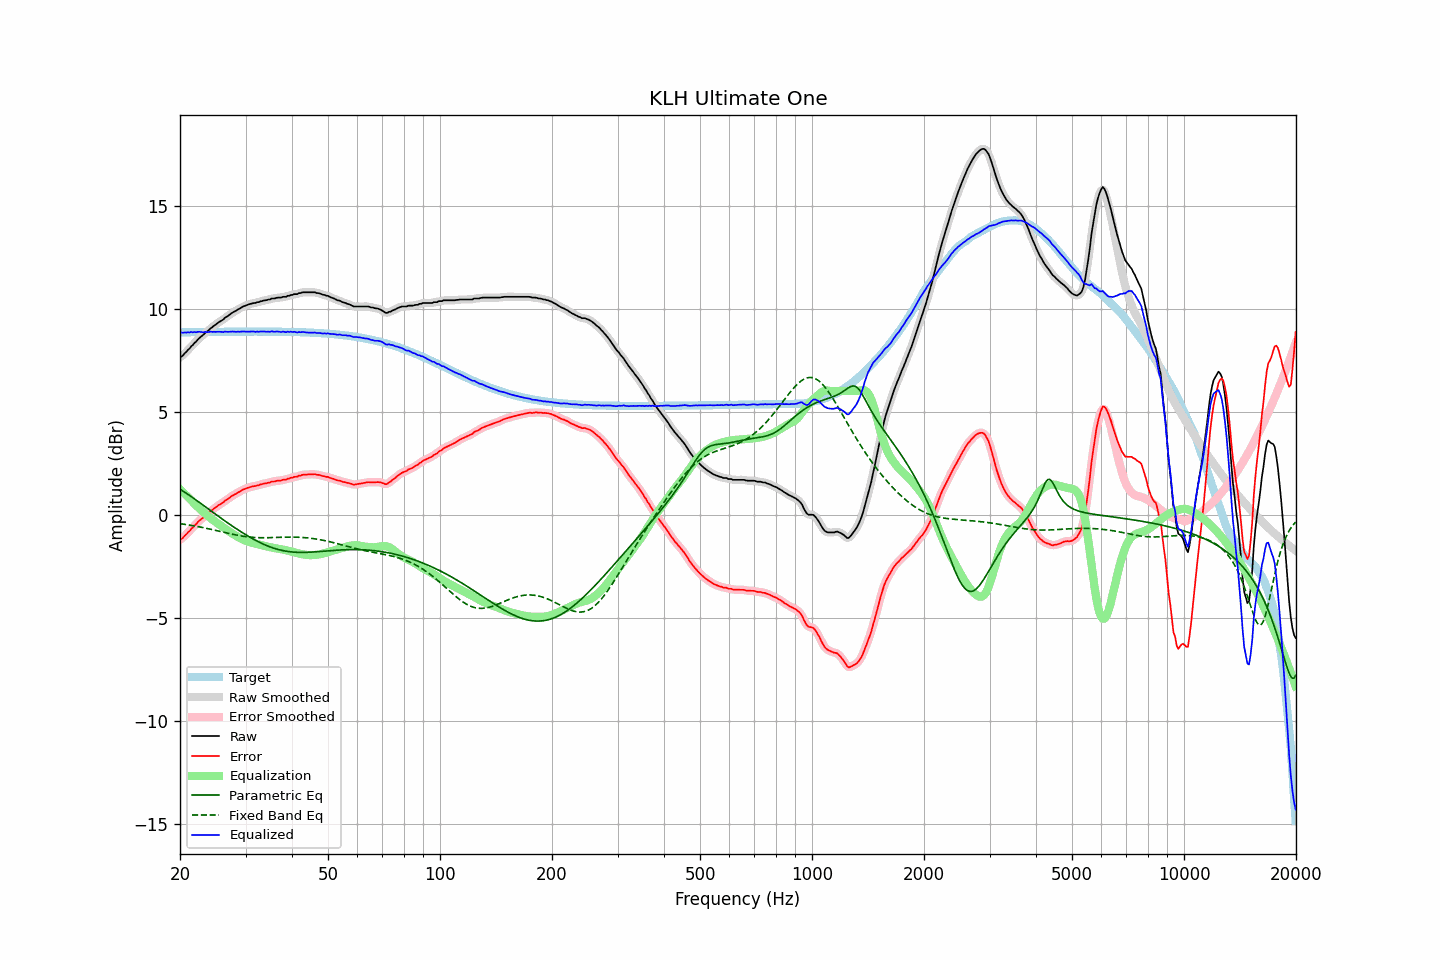 KLH Ultimate One
Amplitude (dBr)
15
10
5
0
−5
−10
−15
Target
Raw Smoothed
Error Smoothed
Raw
Error
Equalization
Parametric Eq
Fixed Band Eq
Equalized
20 50 100 200 500 1000 2000 5000 10000 20000
Frequency (Hz)